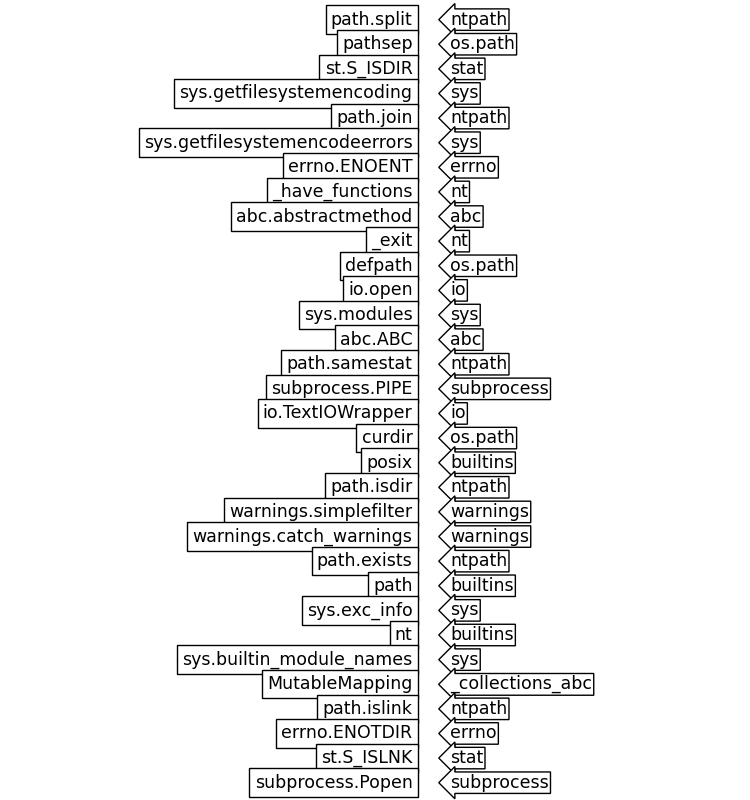 path.split ntpath
pathsep os.path
st.S_ISDIR stat
sys.getfilesystemencoding sys
path.join ntpath
sys.getfilesystemencodeerrors sys
errno.ENOENT errno
_have_functions nt
abc.abstractmethod abc
_exit nt
defpath os.path
io.open io
sys.modules sys
abc.ABC abc
path.samestat ntpath
subprocess.PIPE subprocess
io.TextIOWrapper io
curdir os.path
posix builtins
path.isdir ntpath
warnings.simplefilter warnings
warnings.catch_warnings warnings
path.exists ntpath
path builtins
sys.exc_info sys
nt builtins
sys.builtin_module_names sys
MutableMapping _collections_abc
path.islink ntpath
errno.ENOTDIR errno
st.S_ISLNK stat
subprocess.Popen subprocess